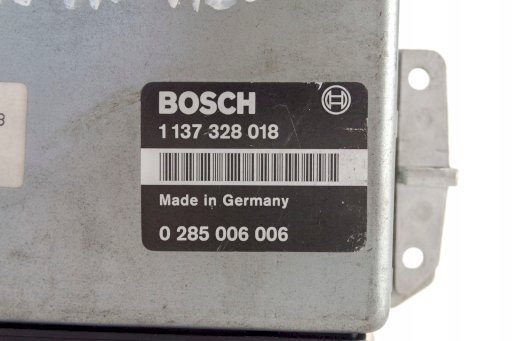 BOSCH
1 137 328 018
Made in Germany
0 285 006 006